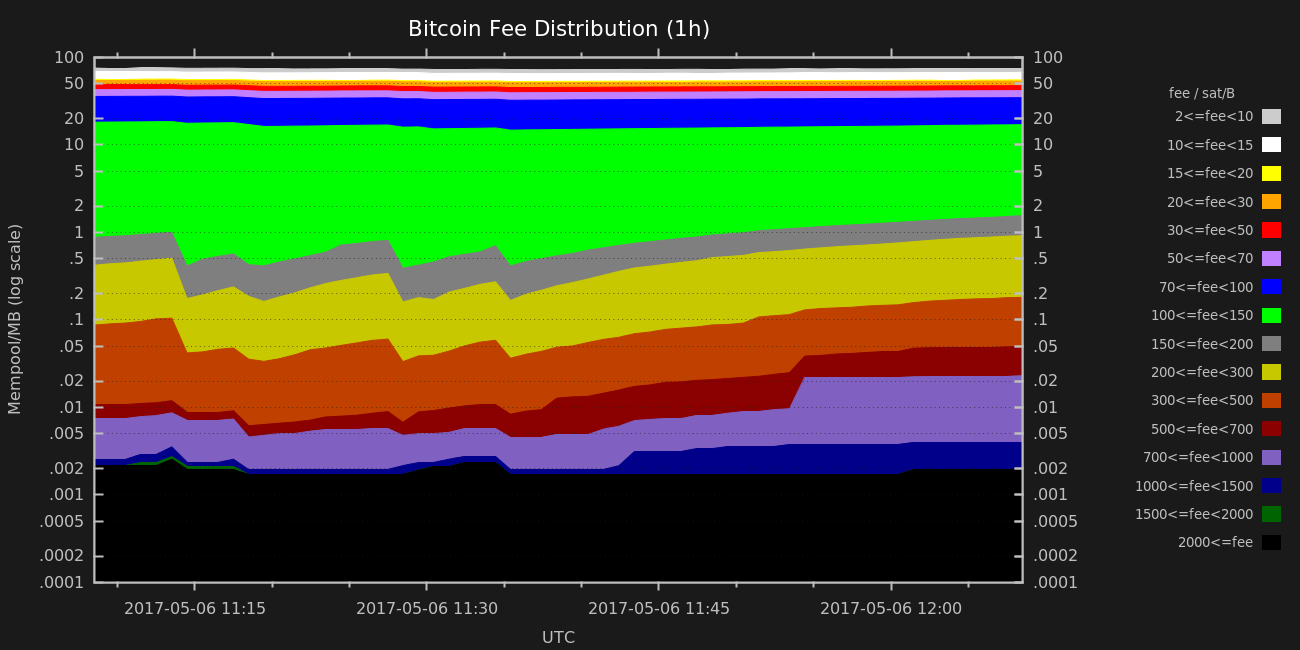 Bitcoin Fee Distribution (1h)
Mempool/MB (log scale)
100
50
20
10
5
2
1
.5
.2
.1
.05
.02
.01
.005
.002
.001
.0005
.0002
.0001
100
50
20
10
5
2
1
.5
.2
.1
.05
.02
.01
.005
.002
.001
.0005
.0002
.0001
fee / sat/B
2<=fee<10
10<=fee<15
15<=fee<20
20<=fee<30
30<=fee<50
50<=fee<70
70<=fee<100
100<=fee<150
150<=fee<200
200<=fee<300
300<=fee<500
500<=fee<700
700<=fee<1000
1000<=fee<1500
1500<=fee<2000
2000<=fee
2017-05-06 11:15
2017-05-06 11:30
2017-05-06 11:45
2017-05-06 12:00
UTC